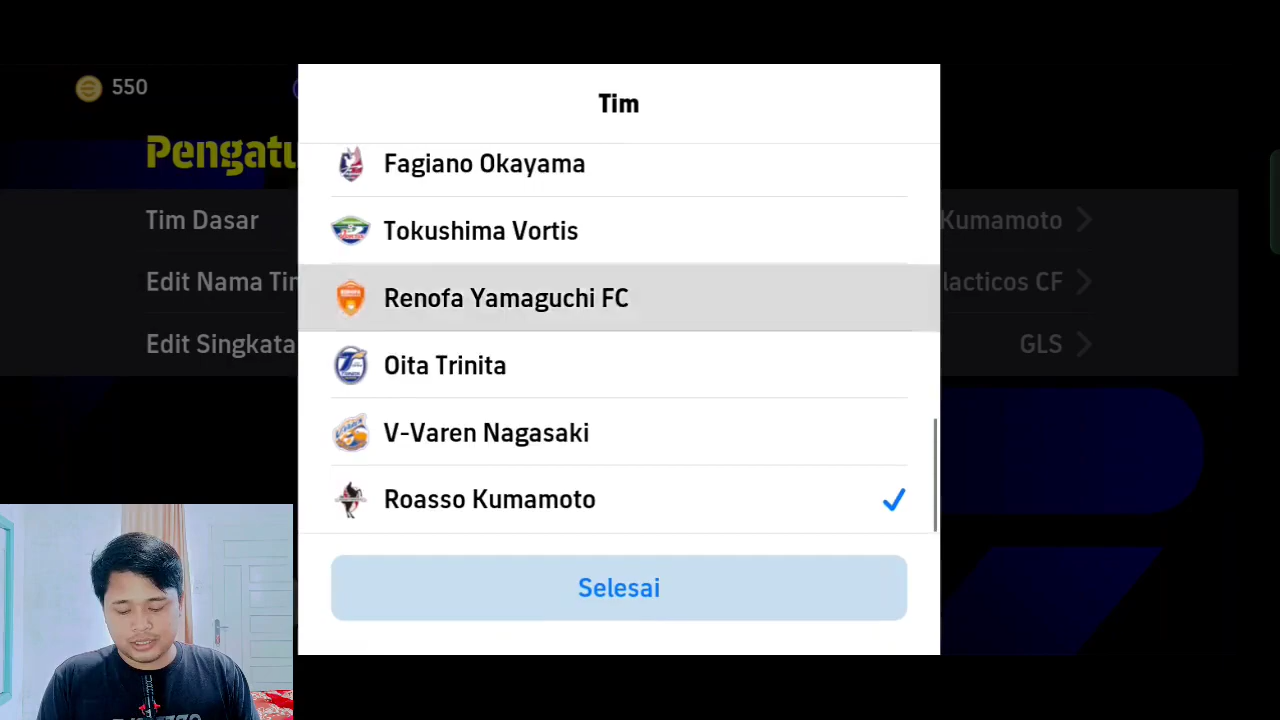 550
Tim
Pengatu
Fagiano Okayama
Tim Dasar
Kumamoto
Tokushima Vortis
Edit Nama Tim
lacticos CF
Renofa Yamaguchi FC
Edit Singkata
GLS
Oita Trinita
V-Varen Nagasaki
Roasso Kumamoto
Selesai